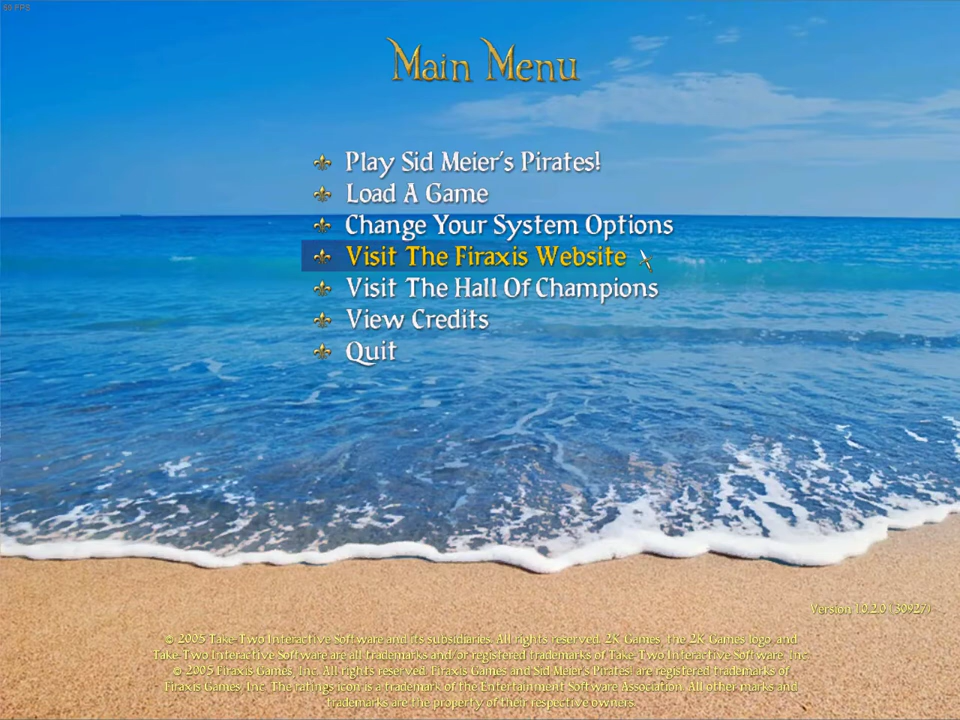 69 FPS
Main Menu
Play Sid Meier's Pirates!
Load A Game
Change Your System Options
Visit The Firaxis Website
Visit The Hall Of Champions
View Credits
Quit
Version 1.0.2.0 (30927)
© 2005 Take-Two Interactive Software and its subsidiaries. All rights reserved. 2K Games, the 2K Games logo, and
Take-Two Interactive Software are all trademarks and/or registered trademarks of Take-Two Interactive Software, Inc.
© 2005 Firaxis Games, Inc. All rights reserved. Firaxis Games and Sid Meier's Pirates! are registered trademarks of
Firaxis Games, Inc. The ratings icon is a trademark of the Entertainment Software Association. All other marks and
trademarks are the property of their respective owners.